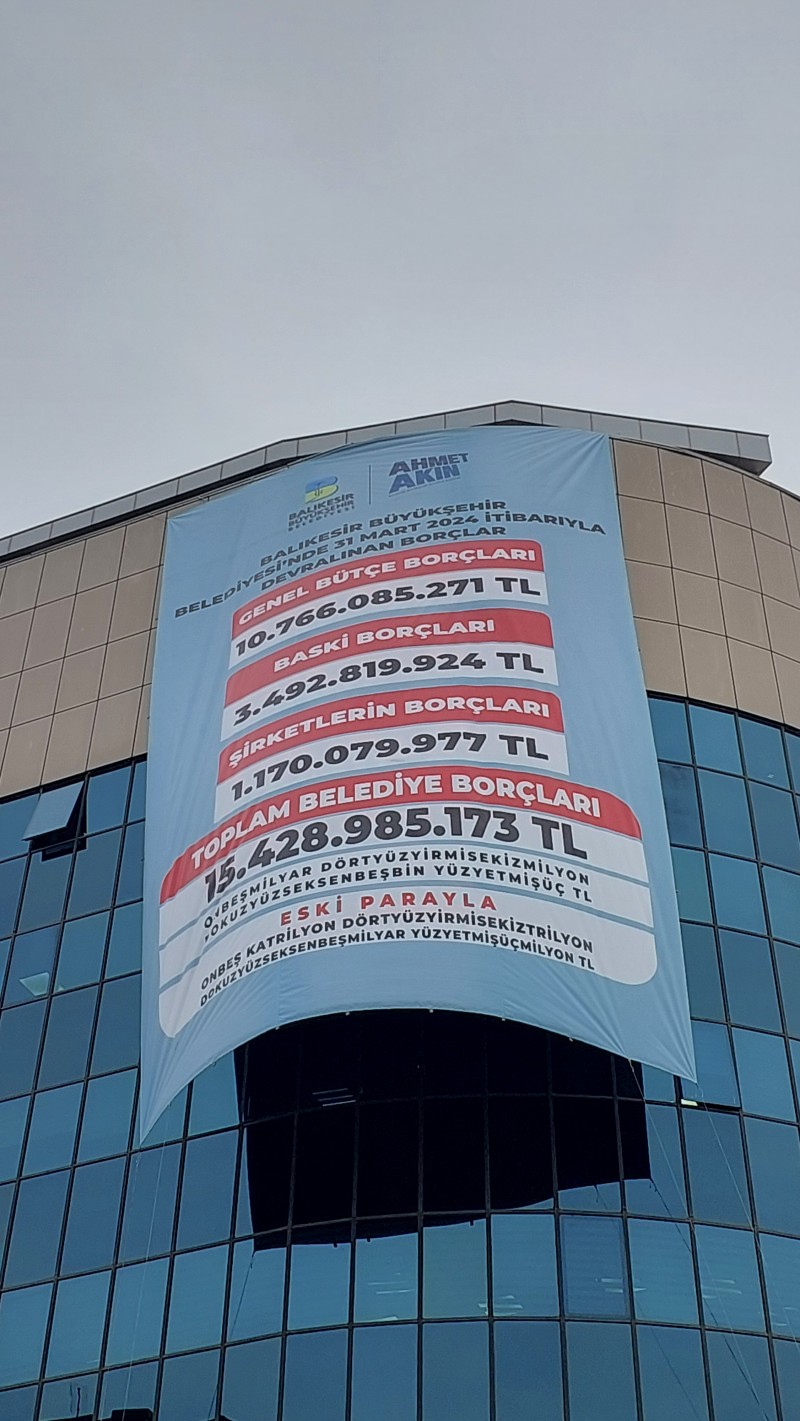 BALIKESİR
BÜYÜKŞEHİR
BELEDİYESİ
AHMET
AKIN
BALIKESİR BÜYÜKŞEHİR
BELEDİYESİ'NDE 31 MART 2024 İTİBARIYLA
DEVRALINAN BORÇLAR
GENEL BÜTÇE BORÇLARI
10.766.085.271 TL
BASKİ BORÇLARI
3.492.819.924 TL
ŞİRKETLERİN BORÇLARI
1.170.079.977 TL
TOPLAM BELEDİYE BORÇLARI
15.428.985.173 TL
ONBEŞMİLYAR DÖRTYÜZYİRMİSEKİZMİLYON
DOKUZYÜZSEKSENBEŞBİN YÜZYETMİŞÜÇ TL
ESKİ PARAYLA
ONBEŞ KATRİLYON DÖRTYÜZYİRMİSEKİZTRİLYON
DOKUZYÜZSEKSENBEŞMİLYAR YÜZYETMİŞÜÇMİLYON TL